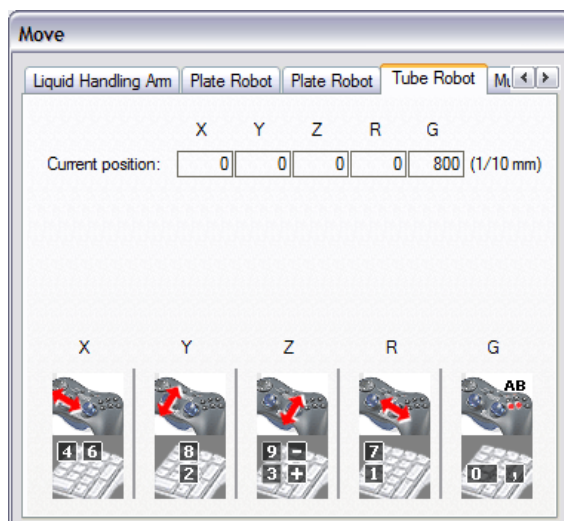 Move
Liquid Handling Arm Plate Robot Plate Robot Tube Robot
X Y Z R G
Current position: 0 0 0 0 800 (1/10 mm)
X Y Z R G
AB
4 6 8 9 - 7
2 3 + 1 0 ,